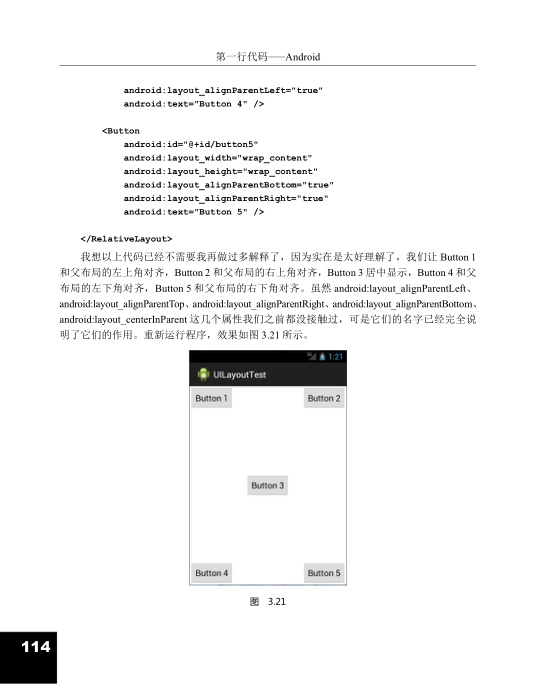 第一行代码——Android
android:layout_alignParentLeft="true"
android:text="Button 4" />
<Button
android:id="@+id/button5"
android:layout_width="wrap_content"
android:layout_height="wrap_content"
android:layout_alignParentBottom="true"
android:layout_alignParentRight="true"
android:text="Button 5" />
</RelativeLayout>
我想以上代码已经不需要我再做过多解释了，因为实在是太好理解了，我们让 Button 1
和父布局的左上角对齐，Button 2 和父布局的右上角对齐，Button 3 居中显示，Button 4 和父
布局的左下角对齐，Button 5 和父布局的右下角对齐。虽然 android:layout_alignParentLeft、
android:layout_alignParentTop、android:layout_alignParentRight、android:layout_alignParentBottom、
android:layout_centerInParent 这几个属性我们之前都没接触过，可是它们的名字已经完全说
明了它们的作用。重新运行程序，效果如图 3.21 所示。
1:21
UILayoutTest
Button 1 Button 2
Button 3
Button 4 Button 5
图 3.21
114